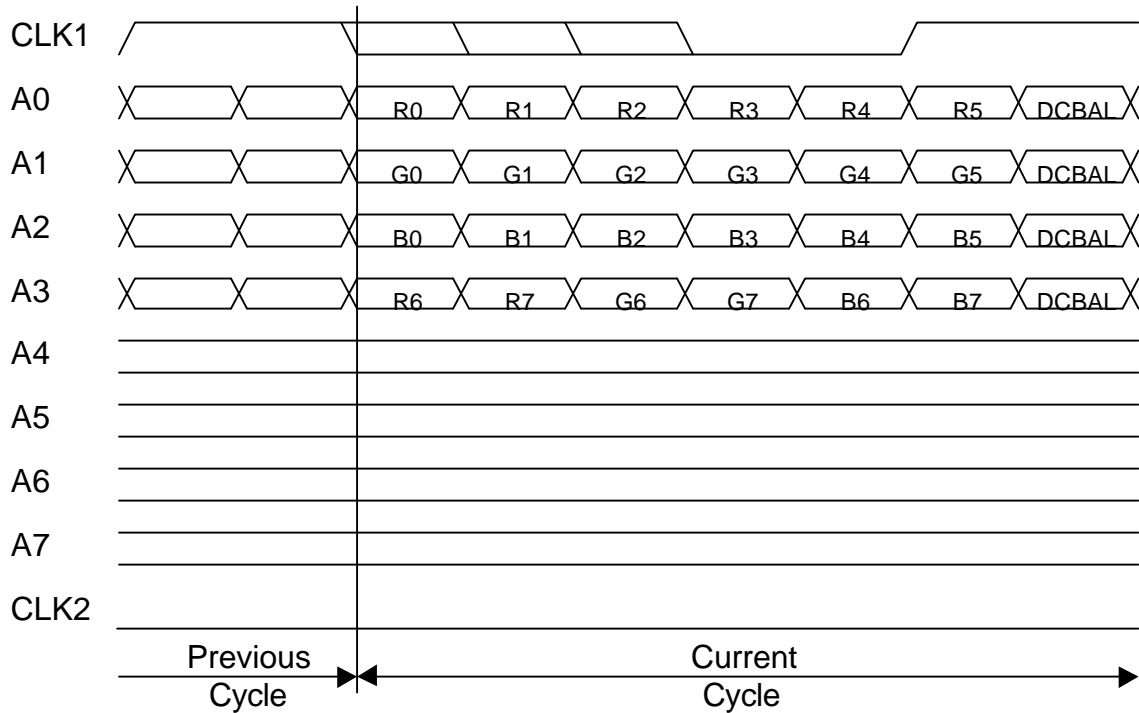 CLK1
A0 R0 R1 R2 R3 R4 R5 DCBAL
A1 G0 G1 G2 G3 G4 G5 DCBAL
A2 B0 B1 B2 B3 B4 B5 DCBAL
A3 R6 R7 G6 G7 B6 B7 DCBAL
A4
A5
A6
A7
CLK2
Previous Current
Cycle Cycle